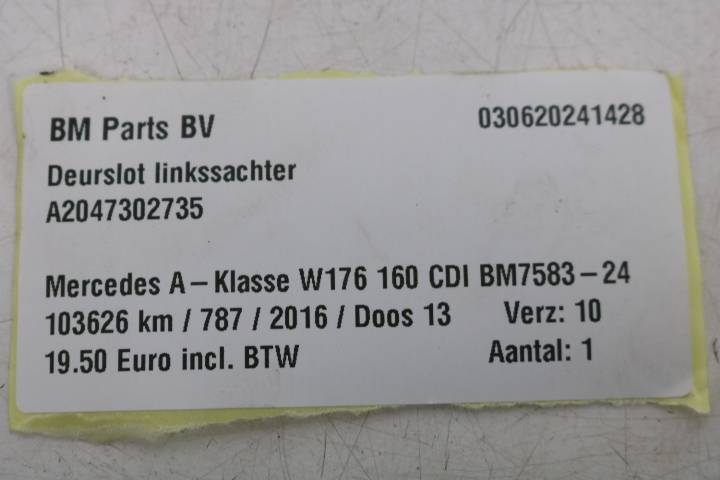 BM Parts BV 030620241428
Deurslot linkssachter
A2047302735
Mercedes A-Klasse W176 160 CDI BM7583-24
103626 km / 787 / 2016 / Doos 13 Verz: 10
19.50 Euro incl. BTW Aantal: 1